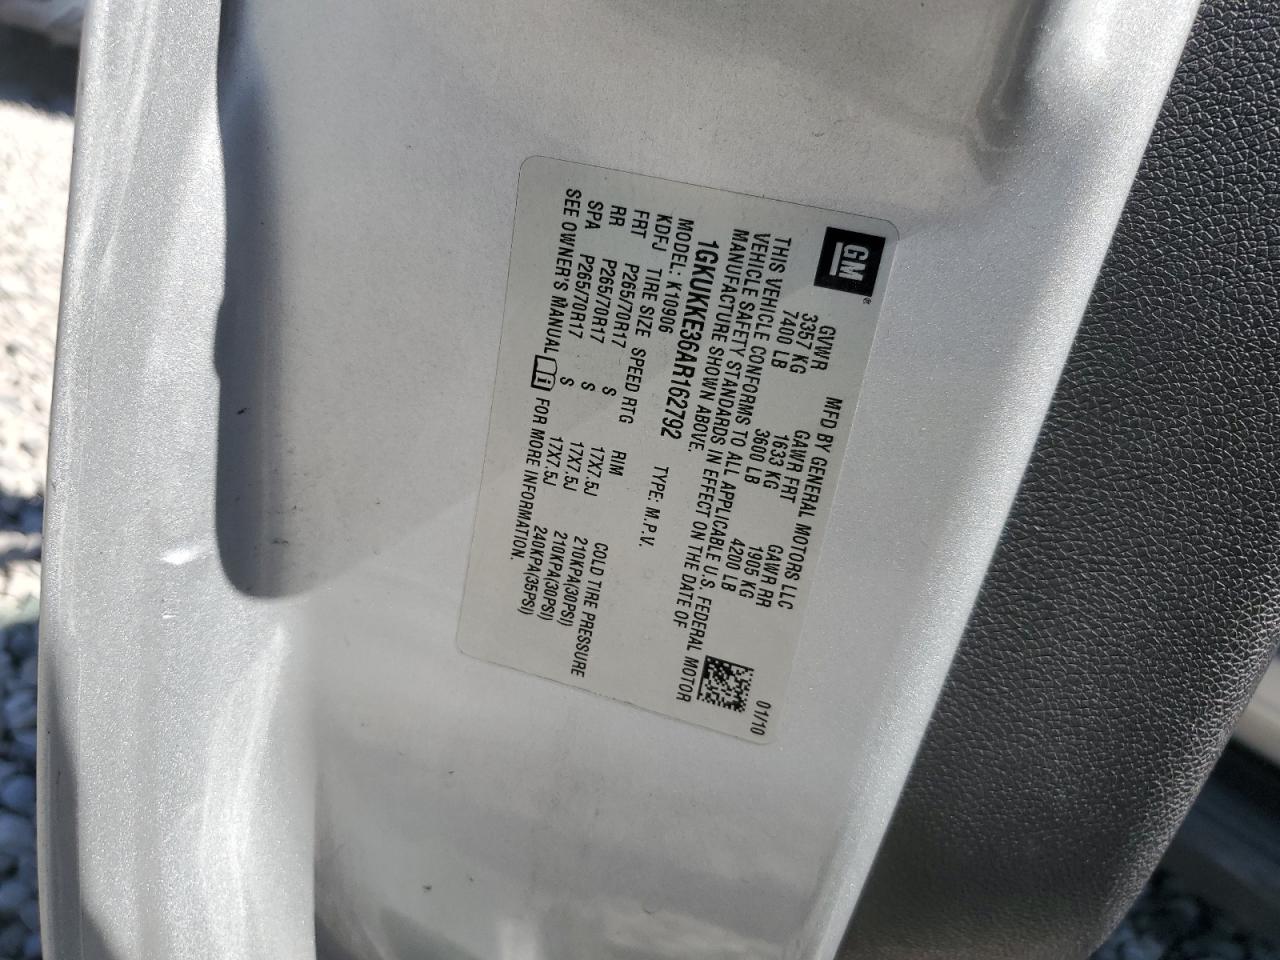 GM® MFD BY GENERAL MOTORS LLC 01/10
GVWR GAWR FRT GAWR RR
3357 KG 1633 KG 1905 KG
7400 LB 3600 LB 4200 LB
THIS VEHICLE CONFORMS TO ALL APPLICABLE U.S. FEDERAL MOTOR
VEHICLE SAFETY STANDARDS IN EFFECT ON THE DATE OF
MANUFACTURE SHOWN ABOVE.
1GKUKKE36AR162792 TYPE: M.P.V.
MODEL: K10906
KDFJ TIRE SIZE SPEED RTG RIM COLD TIRE PRESSURE
FRT P265/70R17 S 17X7.5J 210KPA(30PSI)
RR P265/70R17 S 17X7.5J 210KPA(30PSI)
SPA P265/70R17 S 17X7.5J 240KPA(35PSI)
SEE OWNER'S MANUAL i FOR MORE INFORMATION.